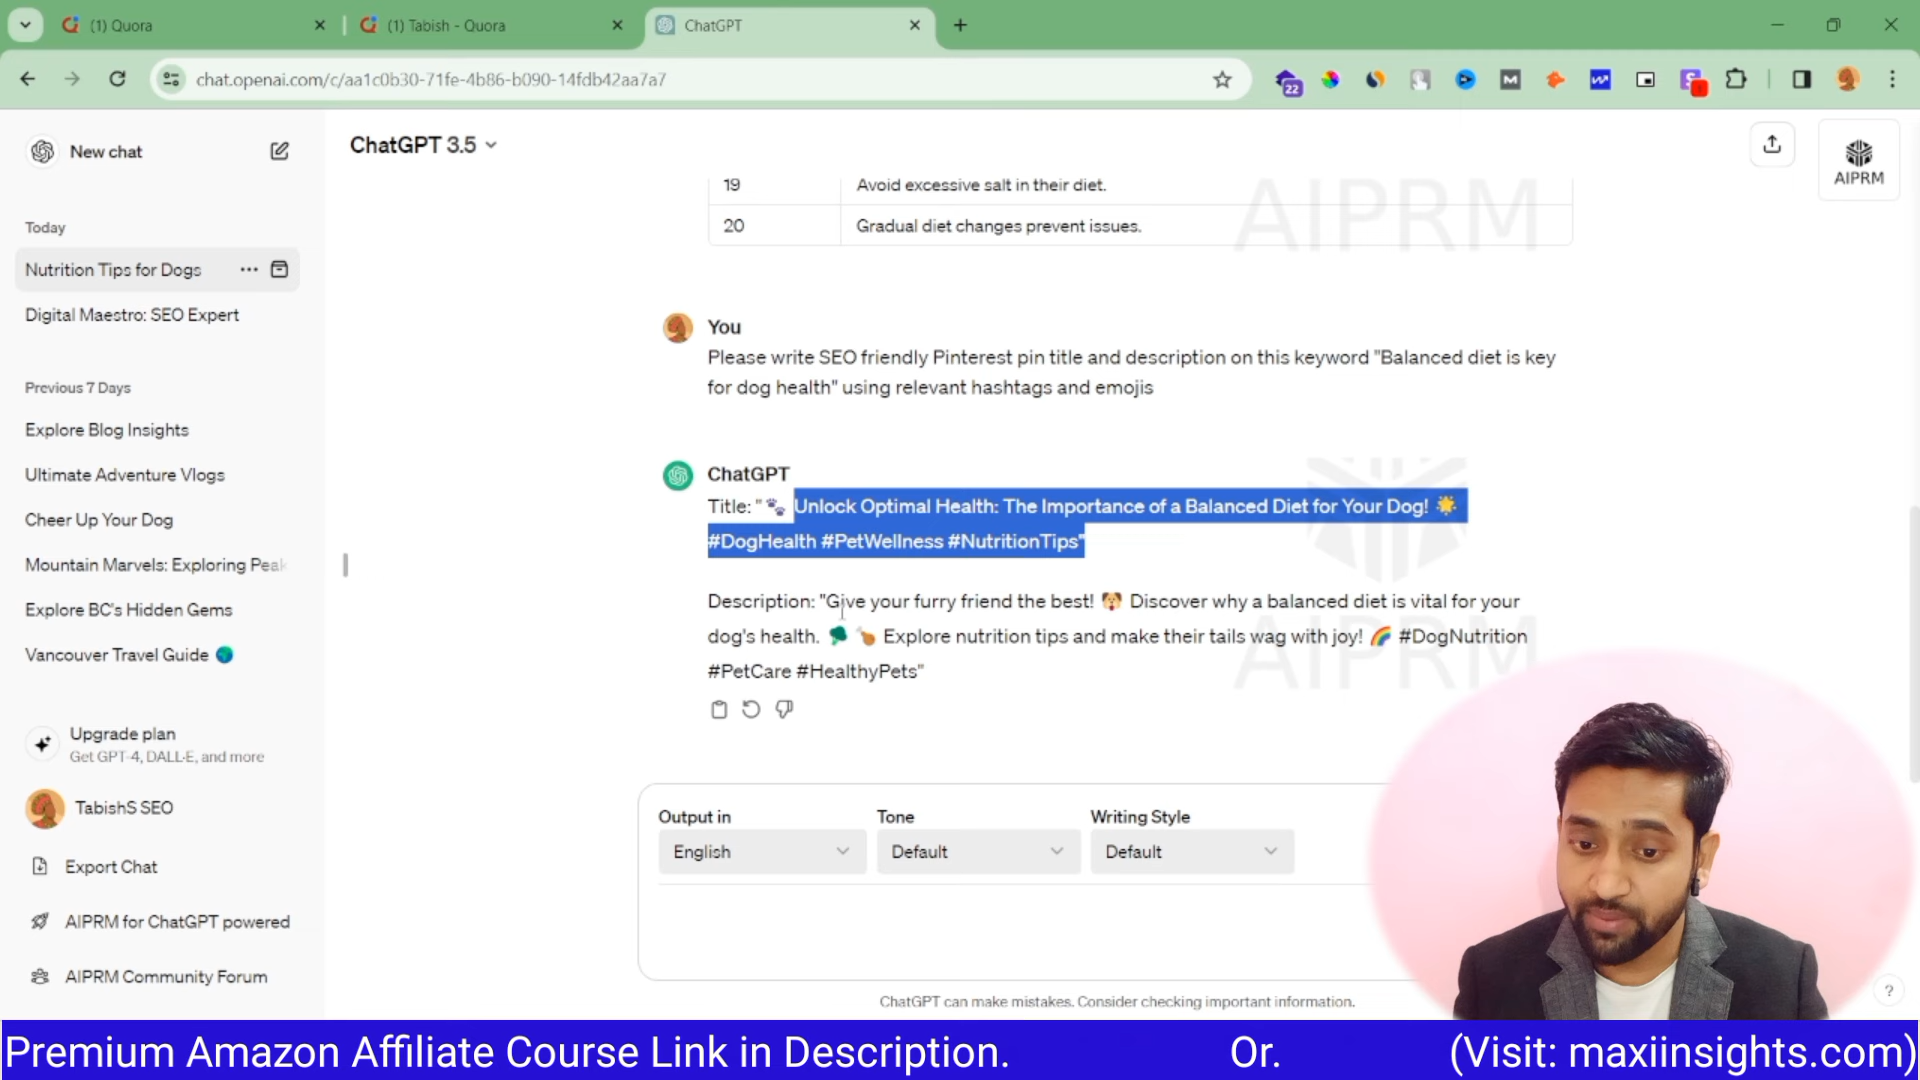 (1) Quora
(1) Tabish - Quora
ChatGPT
chat.openai.com/c/aa1c0b30-71fe-4b86-b090-14fdb42aa7a7
22
New chat
ChatGPT 3.5
AIPRM
Today
Nutrition Tips for Dogs
Digital Maestro: SEO Expert
Previous 7 Days
Explore Blog Insights
Ultimate Adventure Vlogs
Cheer Up Your Dog
Mountain Marvels: Exploring Peak
Explore BC's Hidden Gems
Vancouver Travel Guide 🌍
Upgrade plan
Get GPT-4, DALL·E, and more
TabishS SEO
Export Chat
AIPRM for ChatGPT powered
AIPRM Community Forum
19 Avoid excessive salt in their diet.
20 Gradual diet changes prevent issues.
AIPRM
You
Please write SEO friendly Pinterest pin title and description on this keyword "Balanced diet is key
for dog health" using relevant hashtags and emojis
ChatGPT
Title: "🐾 Unlock Optimal Health: The Importance of a Balanced Diet for Your Dog! 🌟
#DogHealth #PetWellness #NutritionTips"
Description: "Give your furry friend the best! 🐶 Discover why a balanced diet is vital for your
dog's health. 🥦 🍗 Explore nutrition tips and make their tails wag with joy! 🌈 #DogNutrition
#PetCare #HealthyPets"
AIPRM
Output in
Tone
Writing Style
English
Default
Default
ChatGPT can make mistakes. Consider checking important information.
?
Premium Amazon Affiliate Course Link in Description. Or. (Visit: maxiinsights.com)